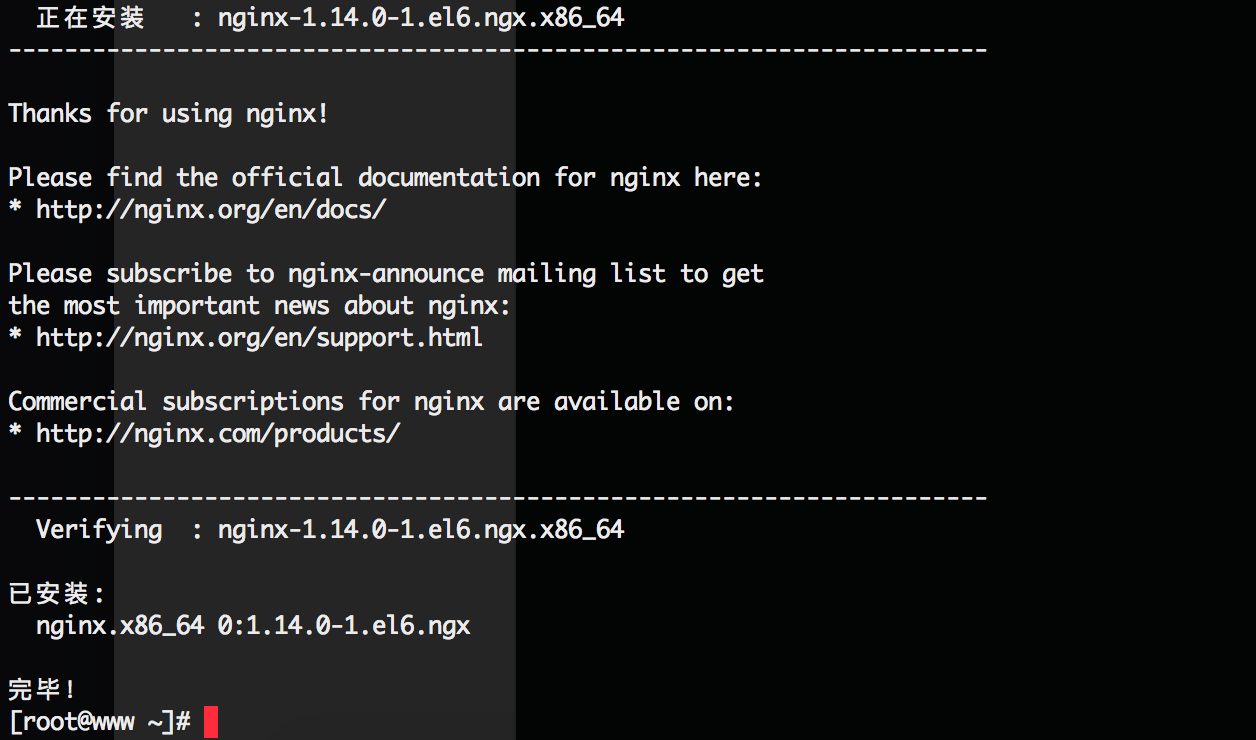 正在安装   : nginx-1.14.0-1.el6.ngx.x86_64
----------------------------------------------------------------------
Thanks for using nginx!
Please find the official documentation for nginx here:
* http://nginx.org/en/docs/
Please subscribe to nginx-announce mailing list to get
the most important news about nginx:
* http://nginx.org/en/support.html
Commercial subscriptions for nginx are available on:
* http://nginx.com/products/
----------------------------------------------------------------------
Verifying  : nginx-1.14.0-1.el6.ngx.x86_64
已安装:
nginx.x86_64 0:1.14.0-1.el6.ngx
完毕!
[root@www ~]#